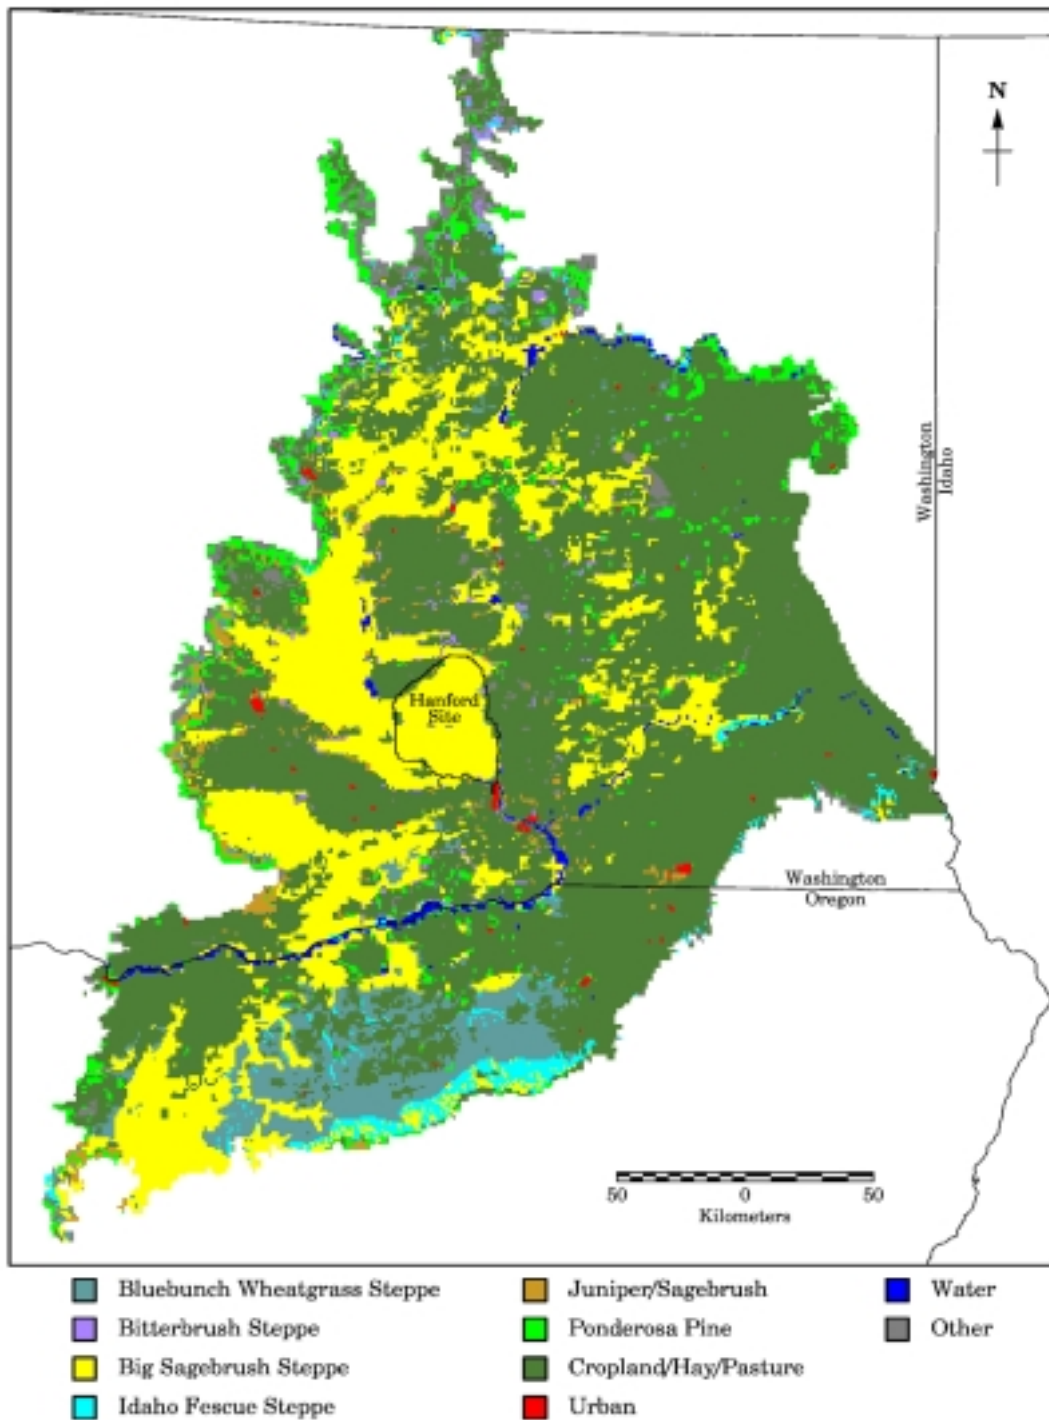 N
Washington
Idaho
Hanford
Site
Washington
Oregon
50 0 50
Kilometers
Bluebunch Wheatgrass Steppe
Bitterbrush Steppe
Big Sagebrush Steppe
Idaho Fescue Steppe
Juniper/Sagebrush
Ponderosa Pine
Cropland/Hay/Pasture
Urban
Water
Other